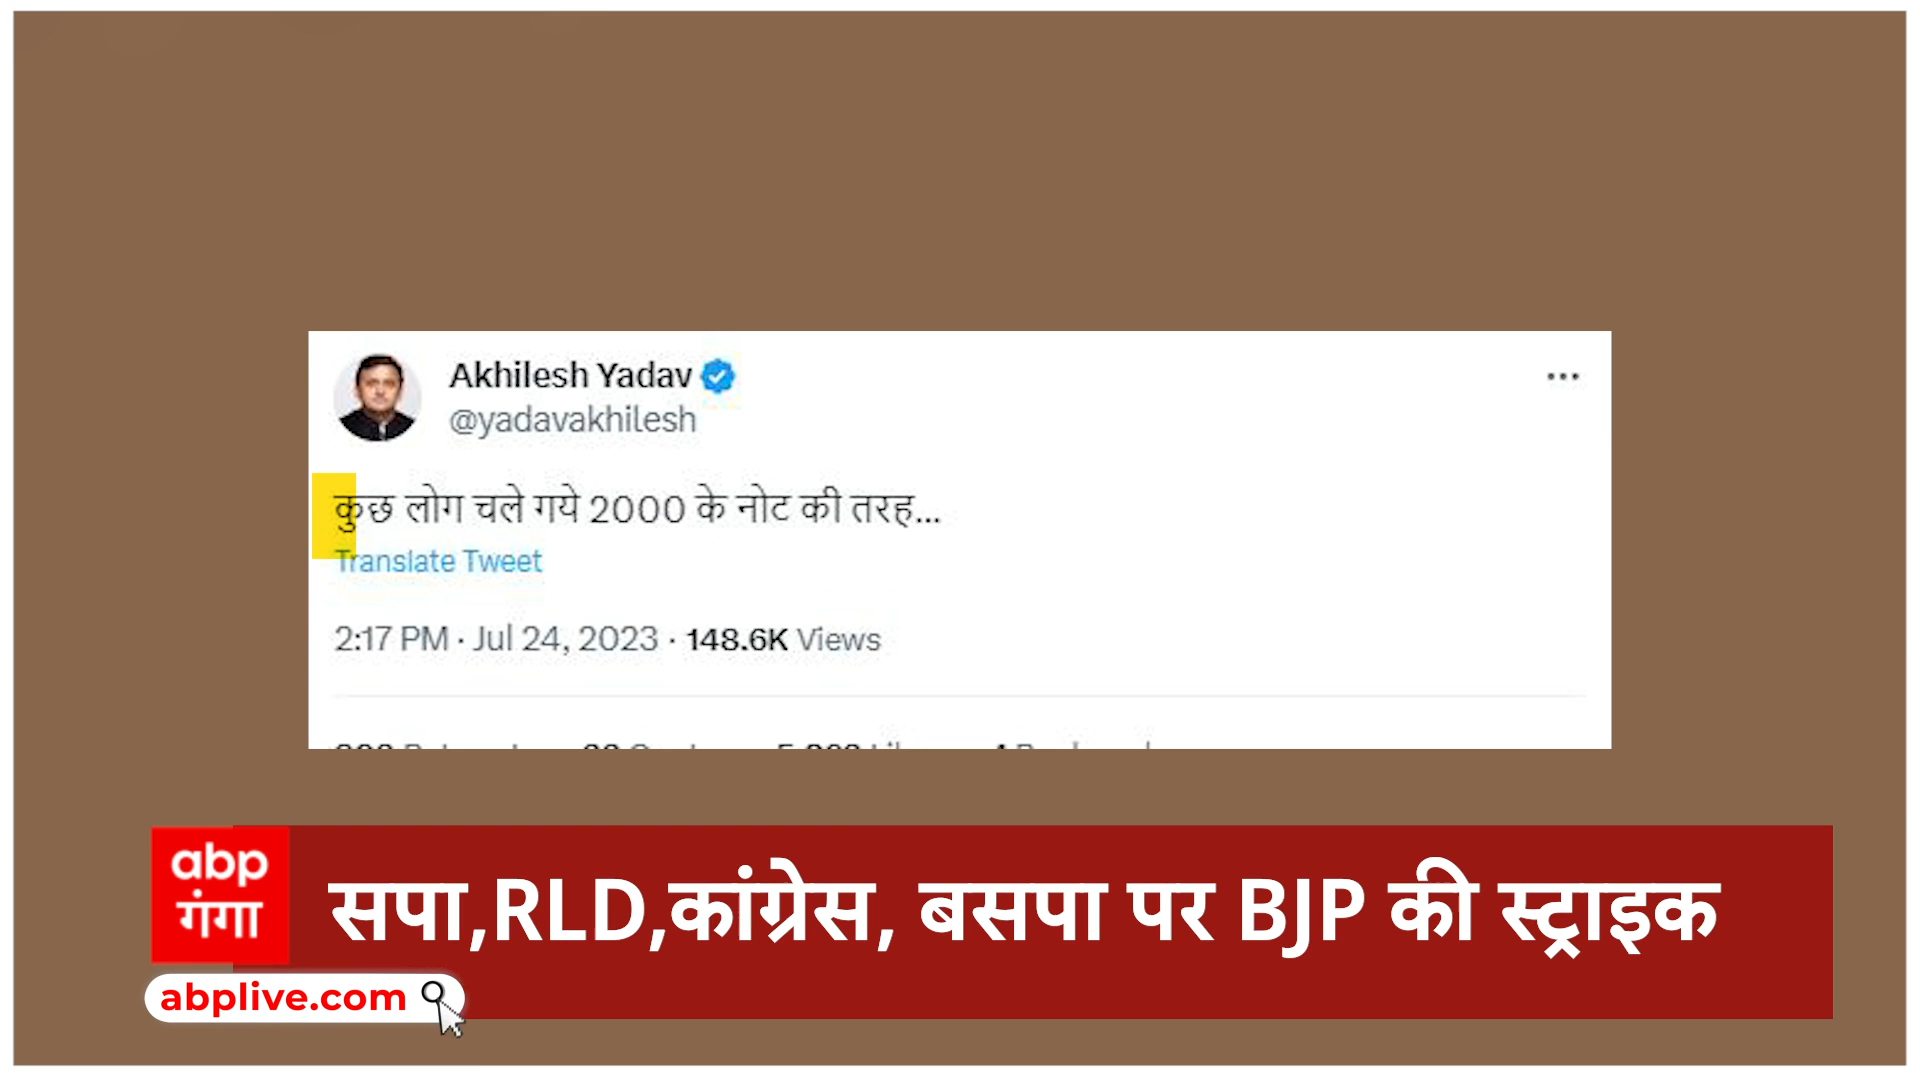 Akhilesh Yadav
@yadavakhilesh
कुछ लोग चले गये 2000 के नोट की तरह...
Translate Tweet
2:17 PM · Jul 24, 2023 · 148.6K Views
abp
गंगा
सपा,RLD,कांग्रेस, बसपा पर BJP की स्ट्राइक
abplive.com